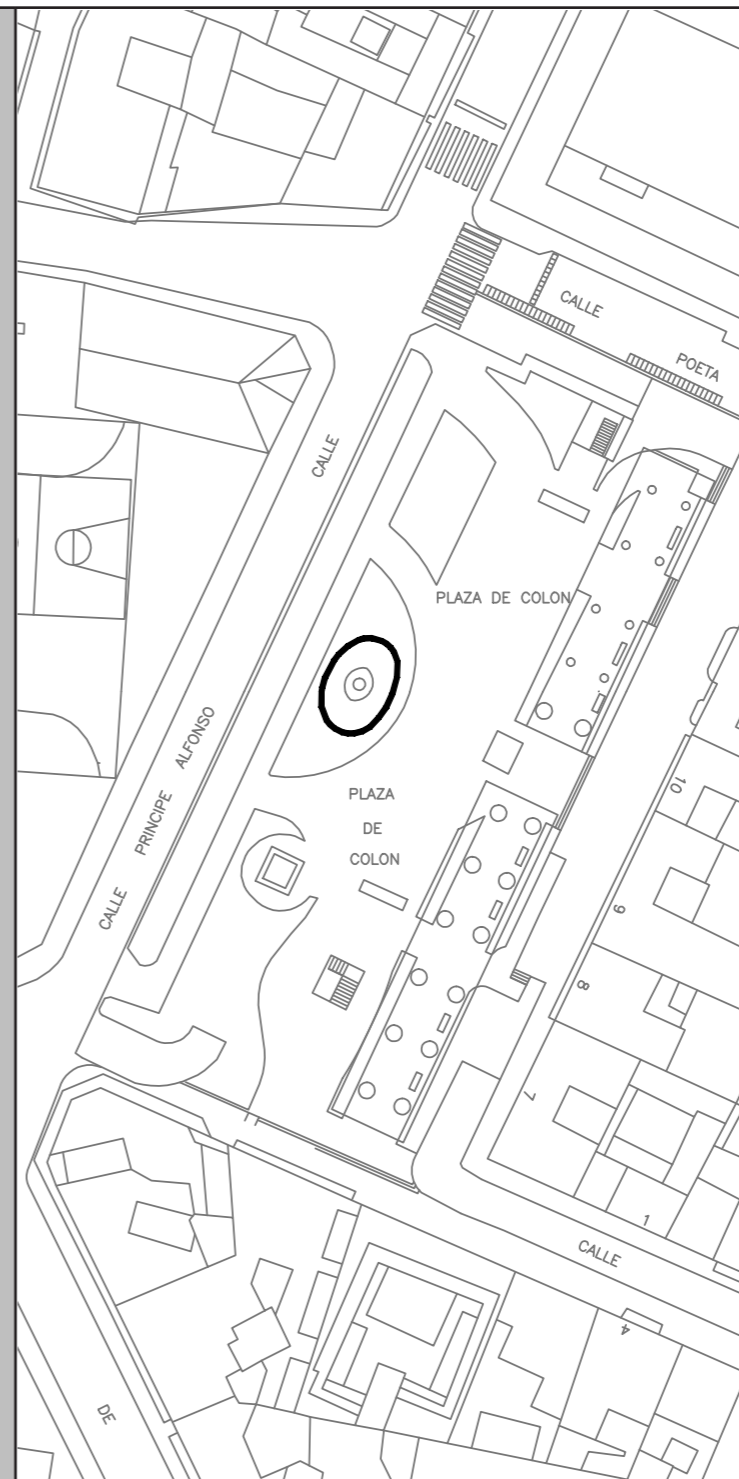 CALLE
POETA
CALLE
PLAZA DE COLON
CALLE PRINCIPE ALFONSO
PLAZA
DE
COLON
10
9
8
7
1
CALLE
4
DE